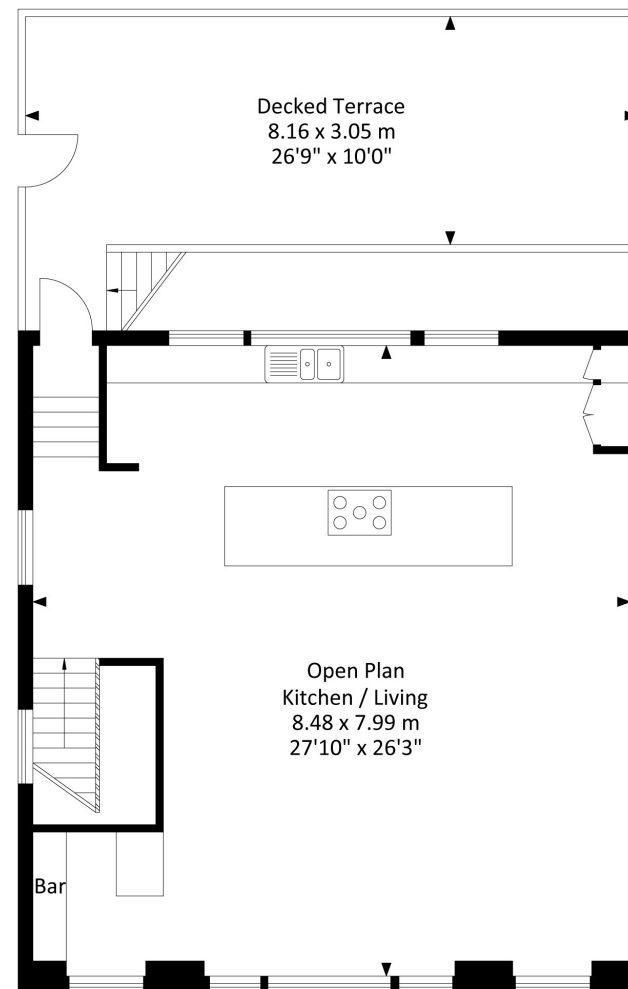 Decked Terrace
8.16 x 3.05 m
26'9" x 10'0"
Open Plan
Kitchen / Living
8.48 x 7.99 m
27'10" x 26'3"
Bar